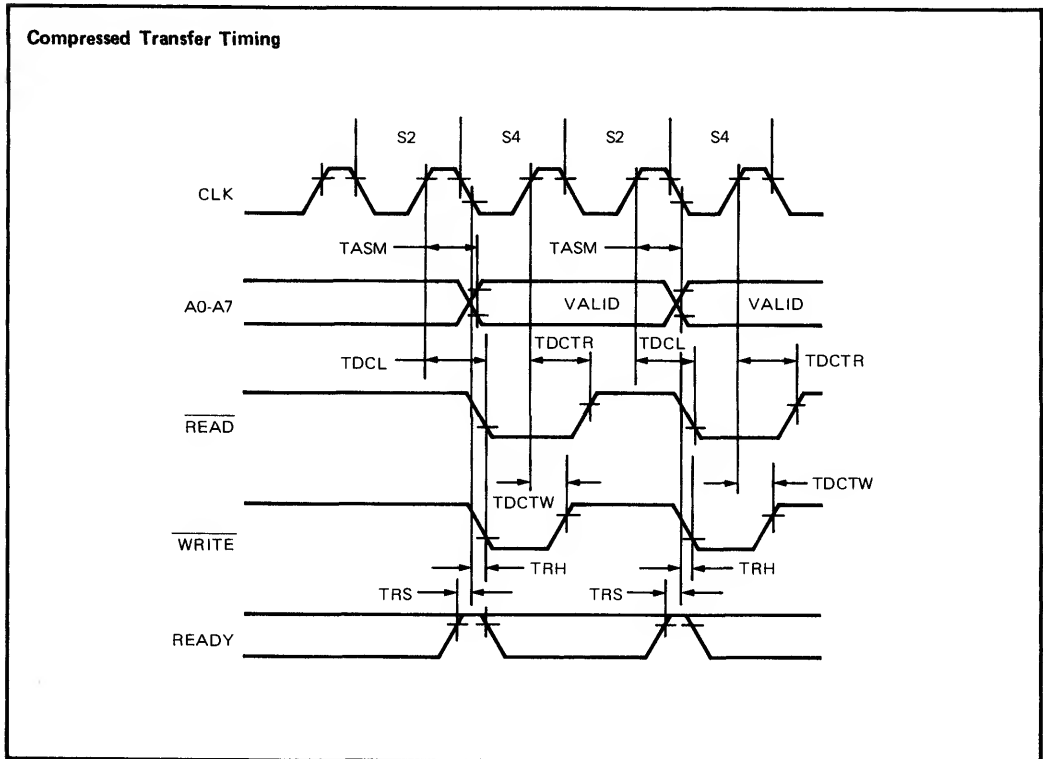 Compressed Transfer Timing
S2 S4 S2 S4
CLK
TASM TASM
A0-A7 VALID VALID
TDCL TDCTR TDCL TDCTR
READ
TDCTW TDCTW
WRITE
TRH TRH
TRS TRS
READY